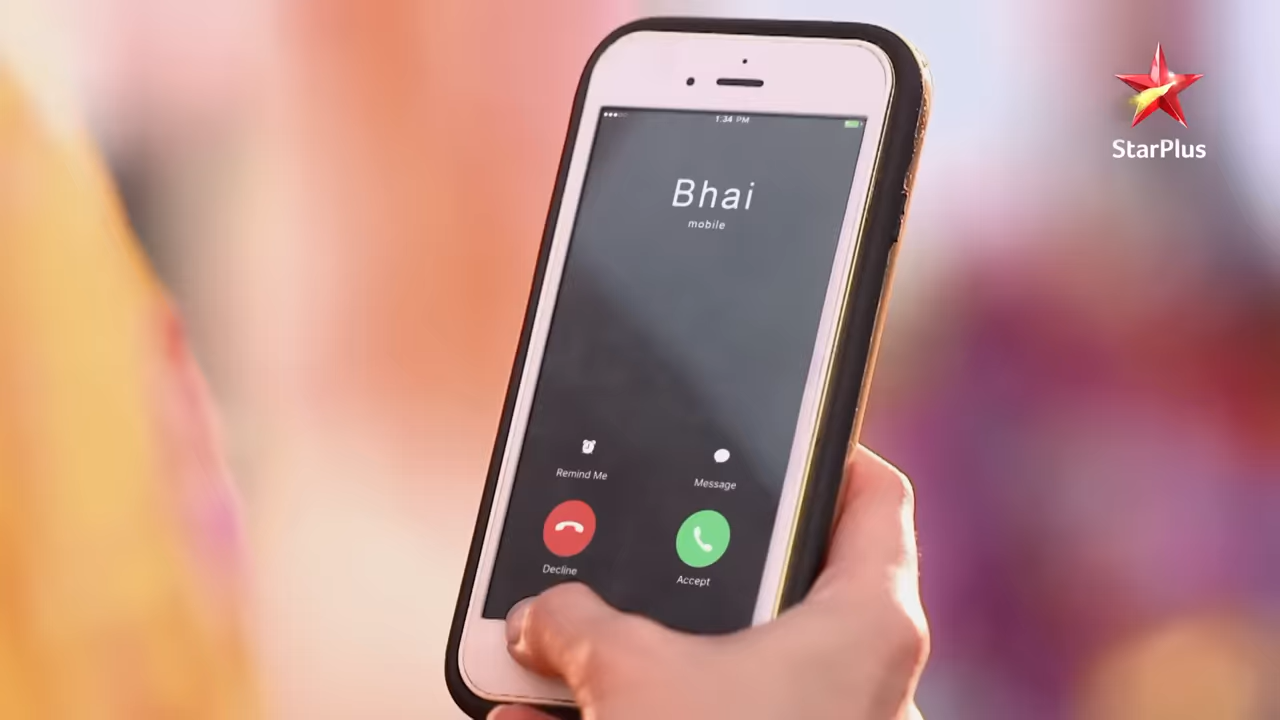 1:34 PM
StarPlus
Bhai
mobile
Remind Me
Message
Decline
Accept